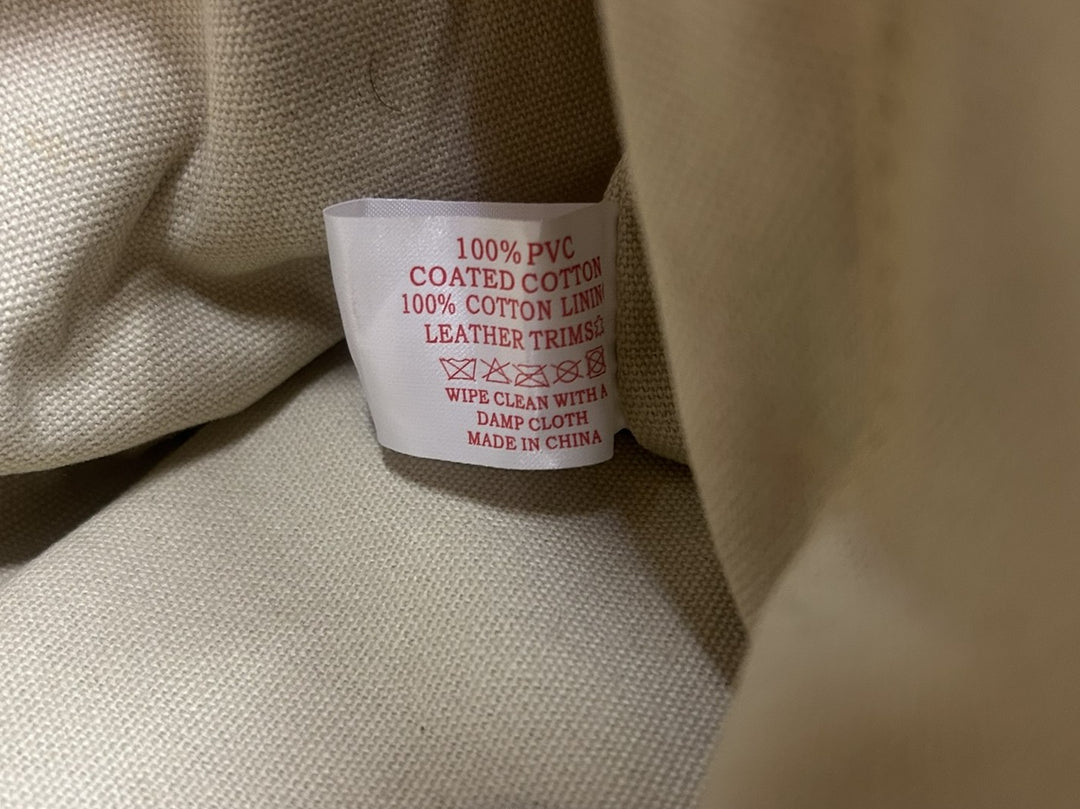 100% PVC
COATED COTTON
100% COTTON LININ
LEATHER TRIMS
WIPE CLEAN WITH A
DAMP CLOTH
MADE IN CHINA